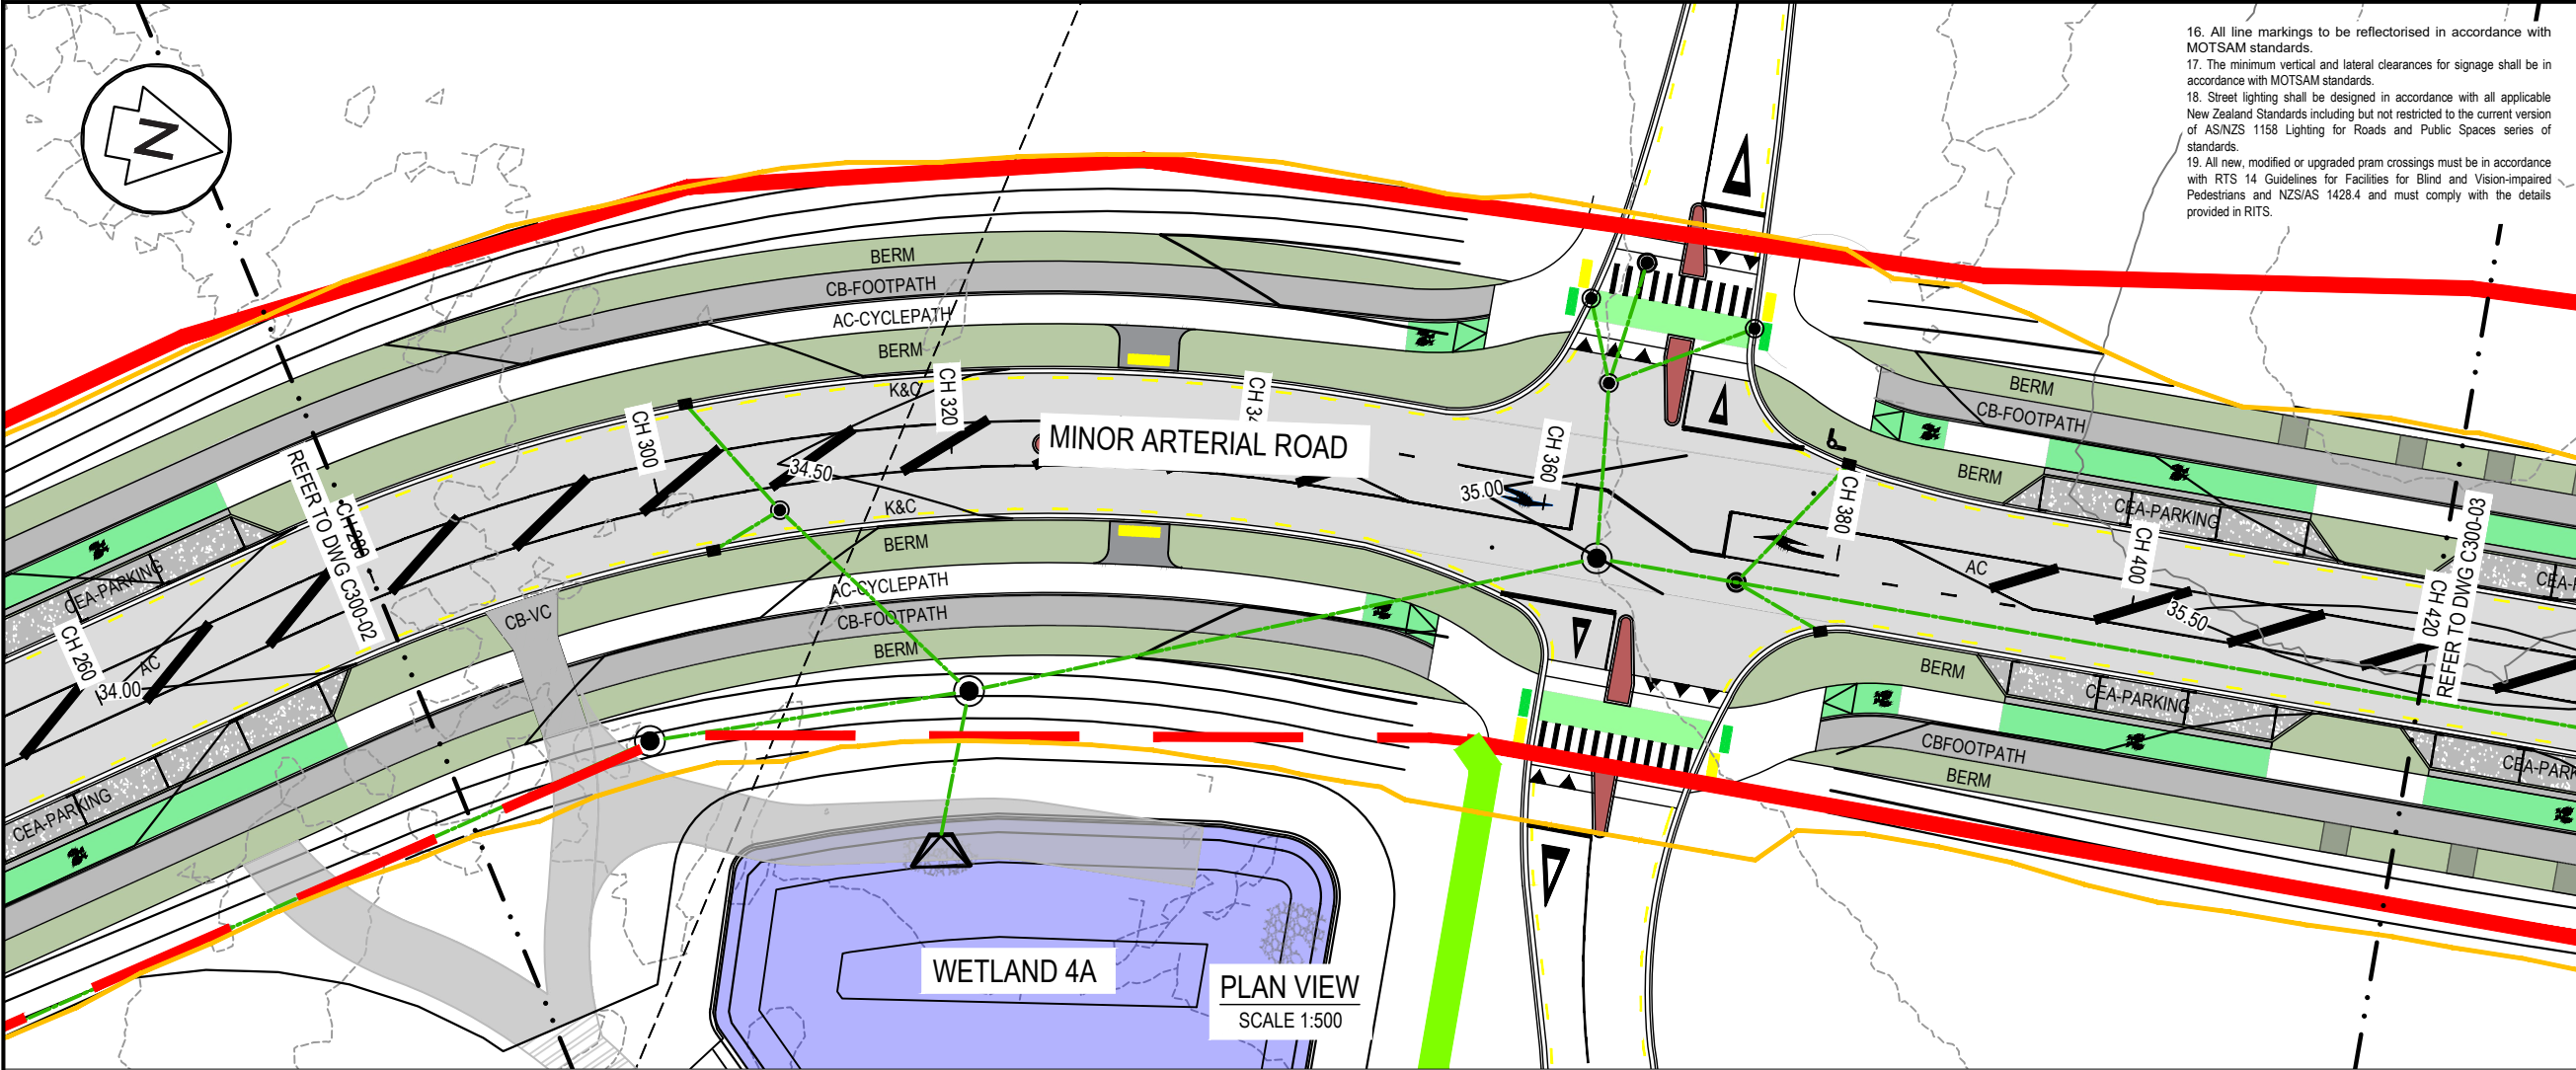 16. All line markings to be reflectorised in accordance with
MOTSAM standards.
17. The minimum vertical and lateral clearances for signage shall be in
accordance with MOTSAM standards.
18. Street lighting shall be designed in accordance with all applicable
New Zealand Standards including but not restricted to the current version
of AS/NZS 1158 Lighting for Roads and Public Spaces series of
standards.
19. All new, modified or upgraded pram crossings must be in accordance
with RTS 14 Guidelines for Facilities for Blind and Vision-impaired
Pedestrians and NZS/AS 1428.4 and must comply with the details
provided in RITS.
N
BERM
CB-FOOTPATH
AC-CYCLEPATH
BERM
K&C
CH 300
CH 320
CH 34
MINOR ARTERIAL ROAD
34.50
K&C
BERM
AC-CYCLEPATH
CB-FOOTPATH
BERM
CH 280
REFER TO DWG C300-02
CEA-PARKING
CH 260
AC
34.00
CB-VC
CEA-PARKING
CH 360
35.00
CH 380
BERM
CB-FOOTPATH
BERM
CEA-PARKING
AC
CH 400
35.50
CH 420
REFER TO DWG C300-03
CEA-P
BERM
CEA-PARKING
CBFOOTPATH
BERM
CEA-PARK
WETLAND 4A
PLAN VIEW
SCALE 1:500